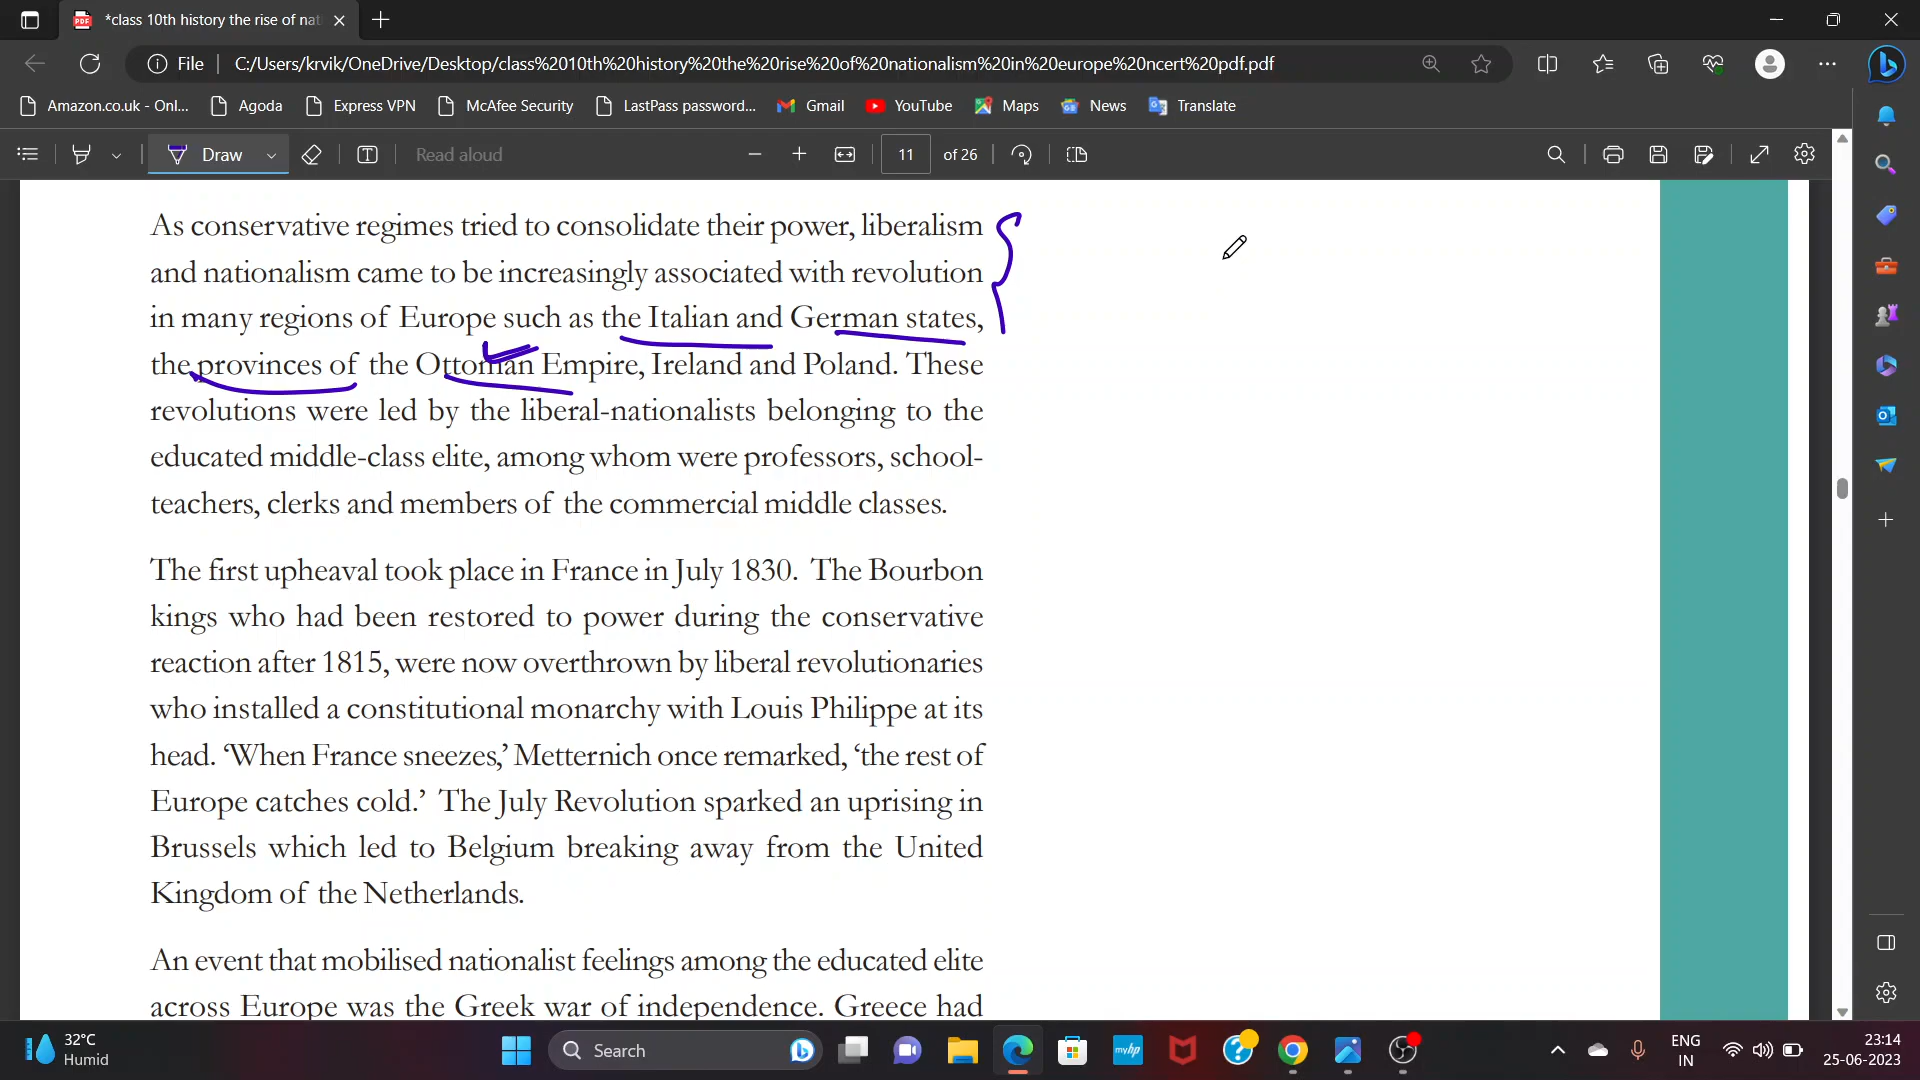 *class 10th history the rise of nat
File
C:/Users/krvik/OneDrive/Desktop/class%2010th%20history%20the%20rise%20of%20nationalism%20in%20europe%20ncert%20pdf.pdf
Amazon.co.uk - Onl...
Agoda
Express VPN
McAfee Security
LastPass password...
Gmail
YouTube
Maps
News
Translate
Draw
Read aloud
11 of 26
As conservative regimes tried to consolidate their power, liberalism
and nationalism came to be increasingly associated with revolution
in many regions of Europe such as the Italian and German states,
the provinces of the Ottoman Empire, Ireland and Poland. These
revolutions were led by the liberal-nationalists belonging to the
educated middle-class elite, among whom were professors, school-
teachers, clerks and members of the commercial middle classes.
The first upheaval took place in France in July 1830. The Bourbon
kings who had been restored to power during the conservative
reaction after 1815, were now overthrown by liberal revolutionaries
who installed a constitutional monarchy with Louis Philippe at its
head. ‘When France sneezes,’ Metternich once remarked, ‘the rest of
Europe catches cold.’ The July Revolution sparked an uprising in
Brussels which led to Belgium breaking away from the United
Kingdom of the Netherlands.
An event that mobilised nationalist feelings among the educated elite
across Europe was the Greek war of independence. Greece had
32°C
Humid
Search
myhp
ENG
IN
23:14
25-06-2023